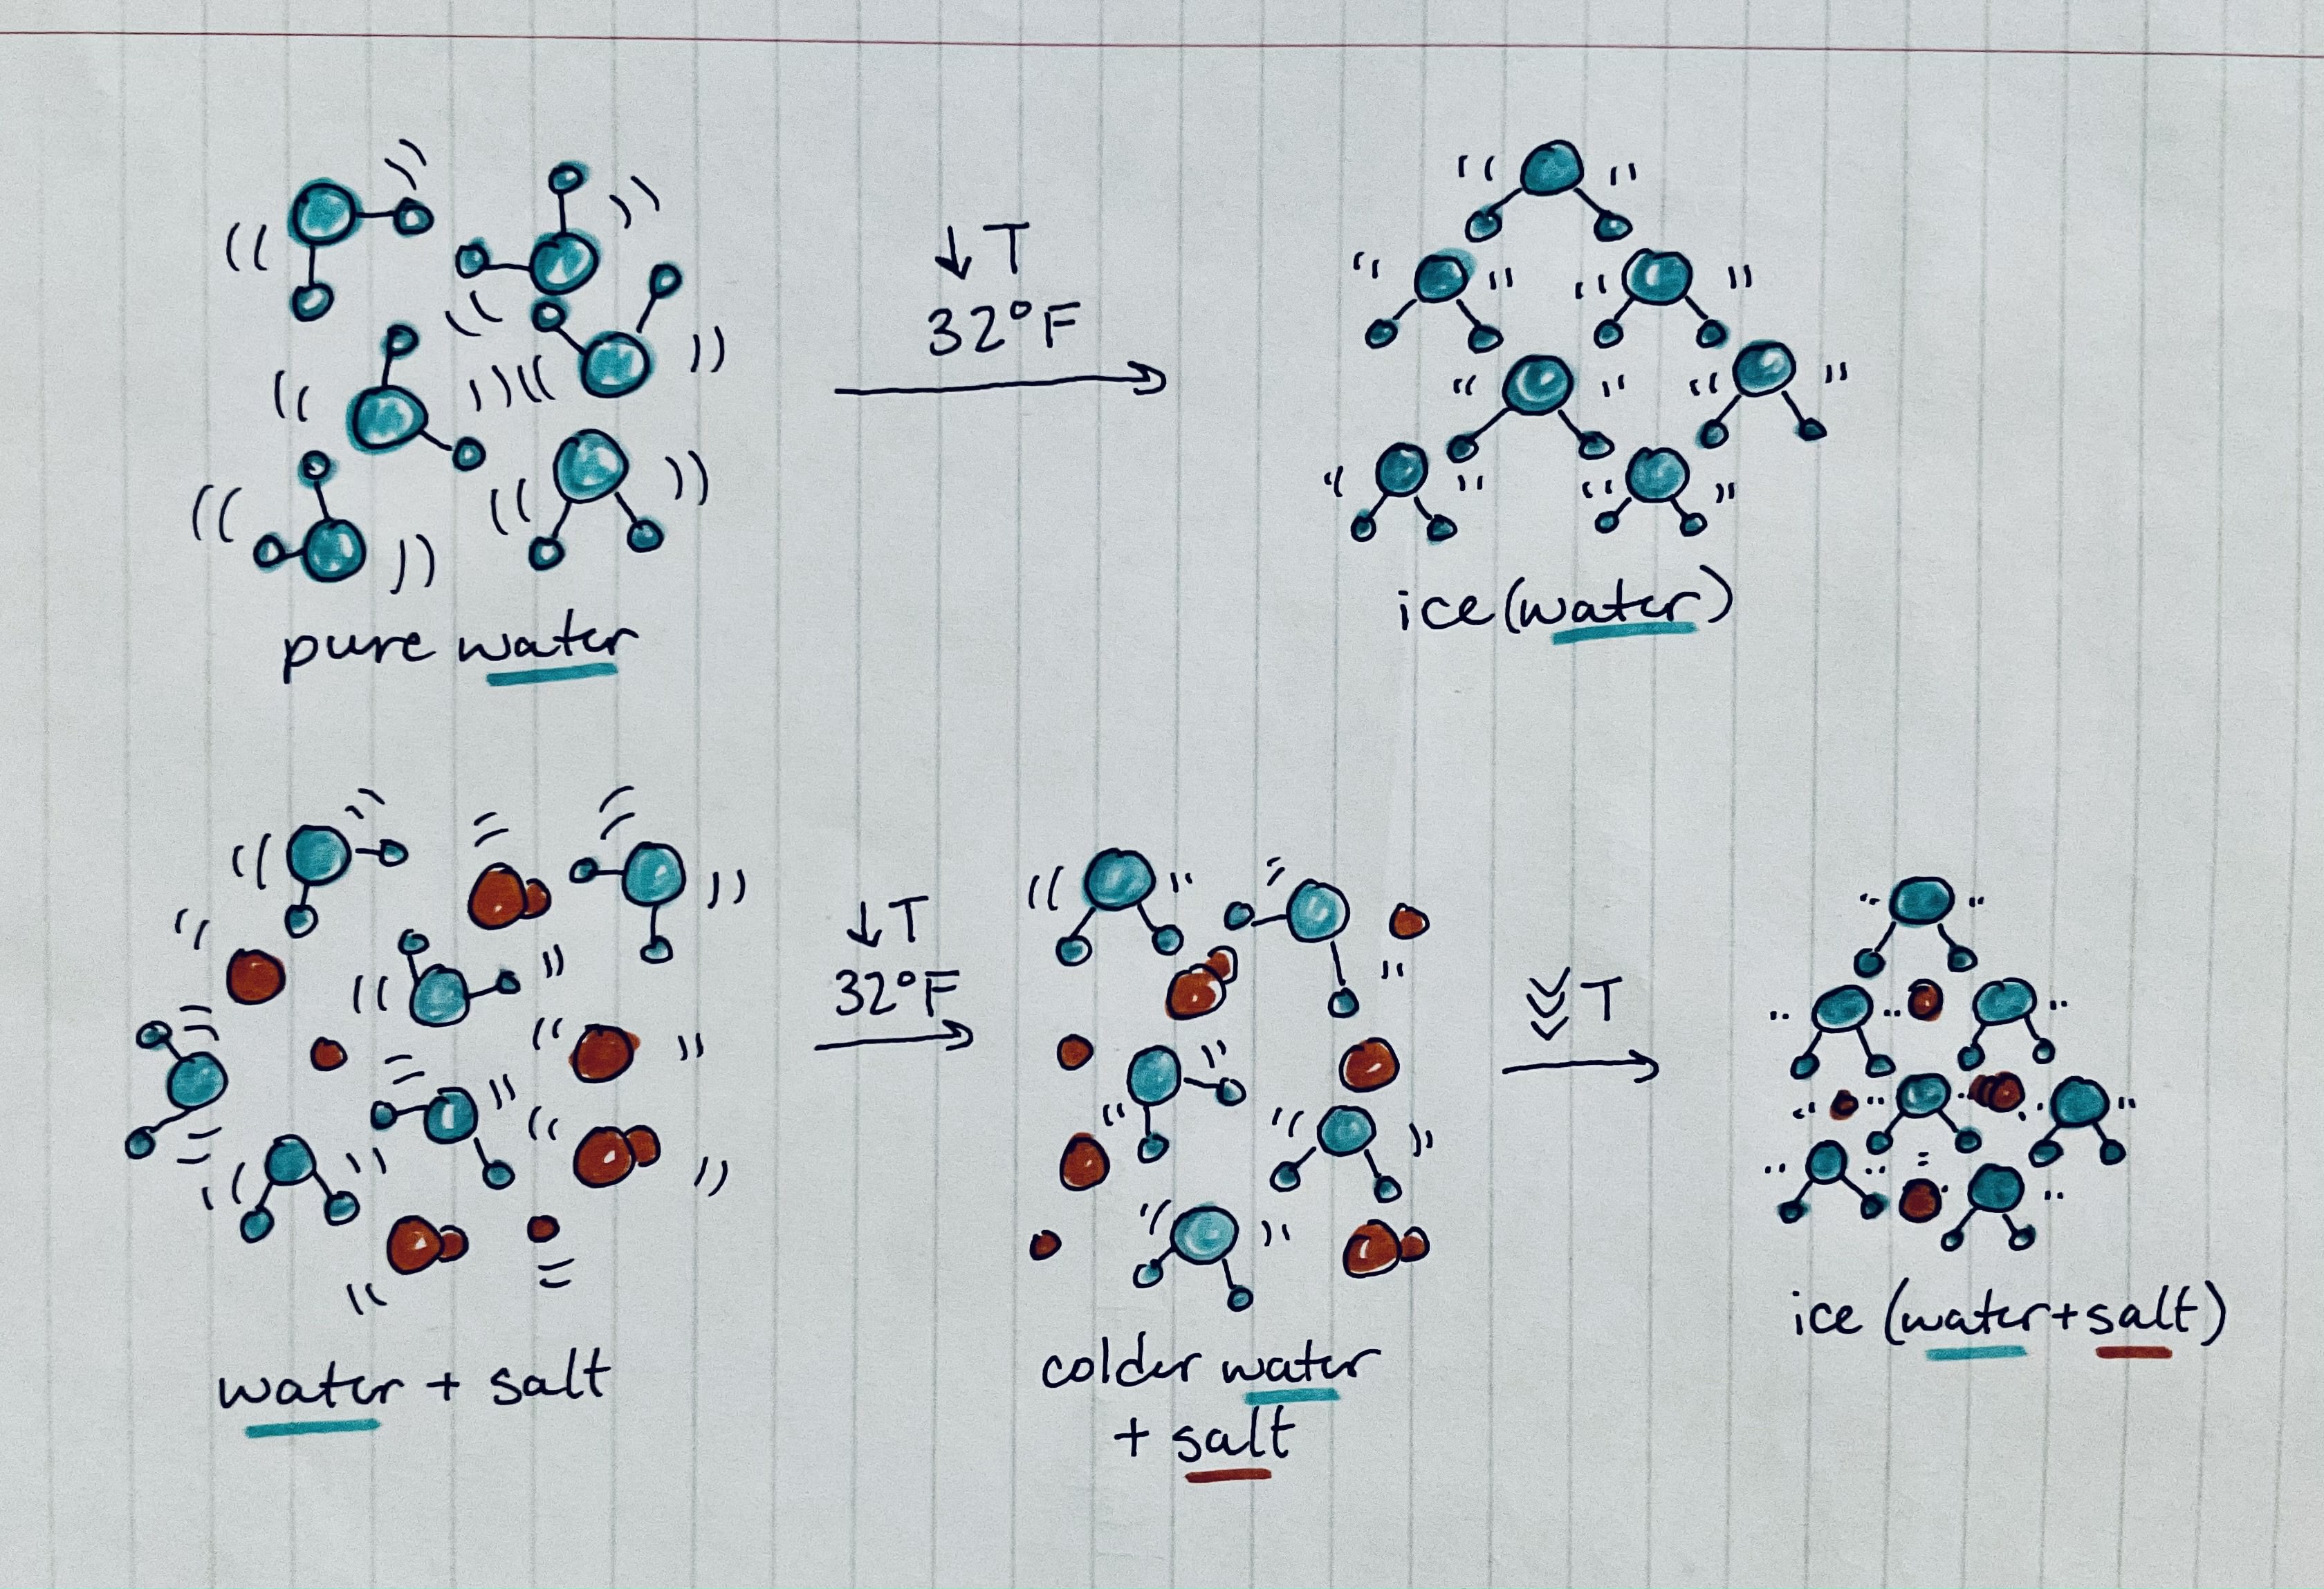 ↓ T
32°F
pure water
ice (water)
↓ T
32°F
T
water + salt
colder water
+ salt
ice (water + salt)